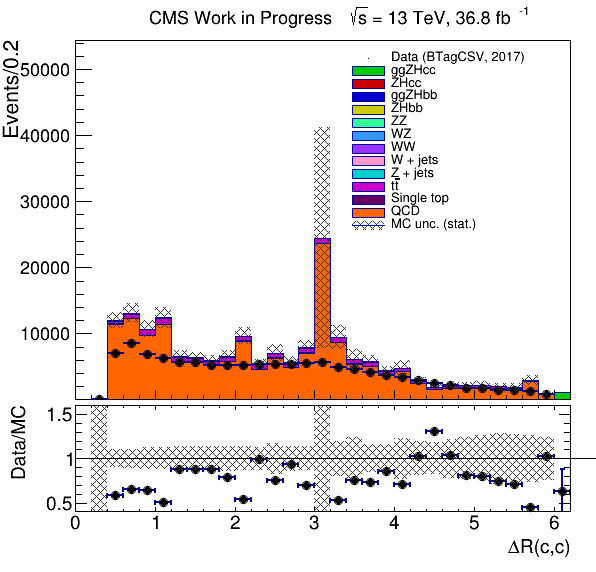 CMS Work in Progress √s = 13 TeV, 36.8 fb⁻¹
Events/0.2
50000
40000
30000
20000
10000
Data (BTagCSV, 2017)
ggZHcc
ZHcc
ggZHbb
ZHbb
ZZ
WZ
WW
W + jets
Z + jets
tt̄
Single top
QCD
MC unc. (stat.)
Data/MC
1.5
1
0.5
0 1 2 3 4 5 6
ΔR(c,c)